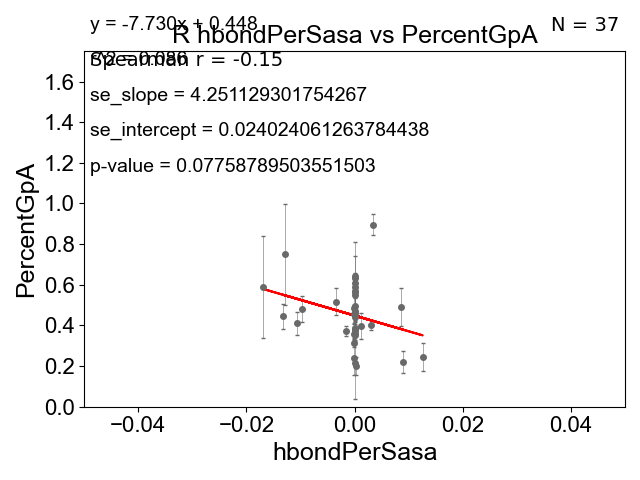 y = -7.730x + 0.448
N = 37
R hbondPerSasa vs PercentGpA
r^2 = 0.086
Spearman r = -0.15
se_slope = 4.251129301754267
se_intercept = 0.024024061263784438
p-value = 0.07758789503551503
PercentGpA
1.6
1.4
1.2
1.0
0.8
0.6
0.4
0.2
0.0
−0.04
−0.02
0.00
0.02
0.04
hbondPerSasa